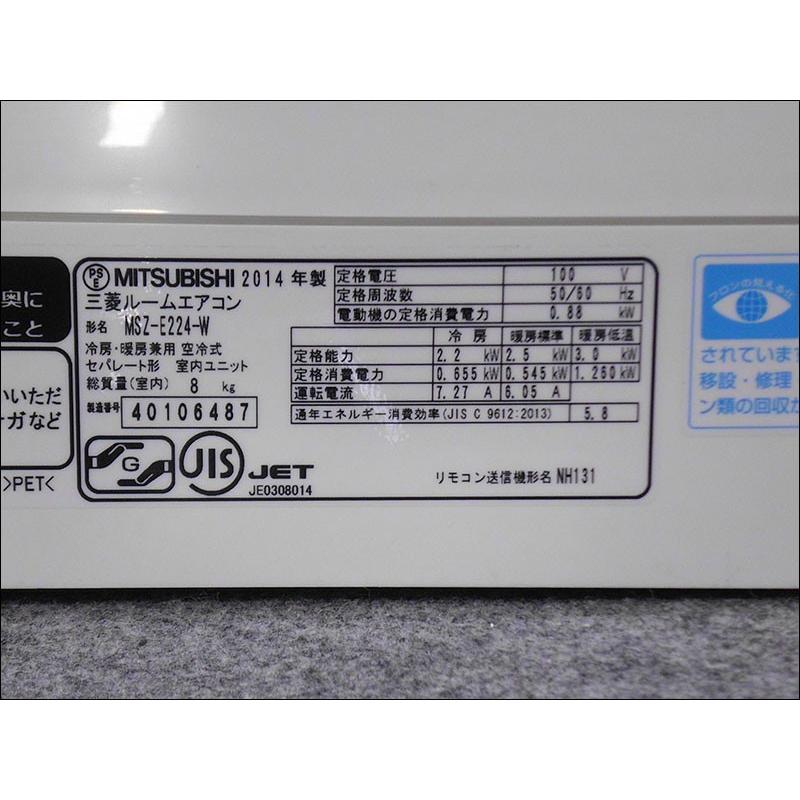 奥に
こと
いいただ
ナガなど
>PET<
PS E MITSUBISHI 2014 年製
三菱ルームエアコン
形名 MSZ-E224-W
冷房・暖房兼用 空冷式
セパレート形 室内ユニット
総質量(室内) 8 kg
製造番号 40106487
定格電圧 100 V
定格周波数 50/60 Hz
電動機の定格消費電力 0.88 kW
冷房 暖房標準 暖房低温
定格能力 2.2 kW 2.5 kW 3.0 kW
定格消費電力 0.655 kW 0.545 kW 1.260 kW
運転電流 7.27 A 6.05 A
通年エネルギー消費効率(JIS C 9612:2013) 5.8
G JIS JET
JE0308014
リモコン送信機形名 NH131
フロンの見える化
されています
移設・修理
ン類の回収が